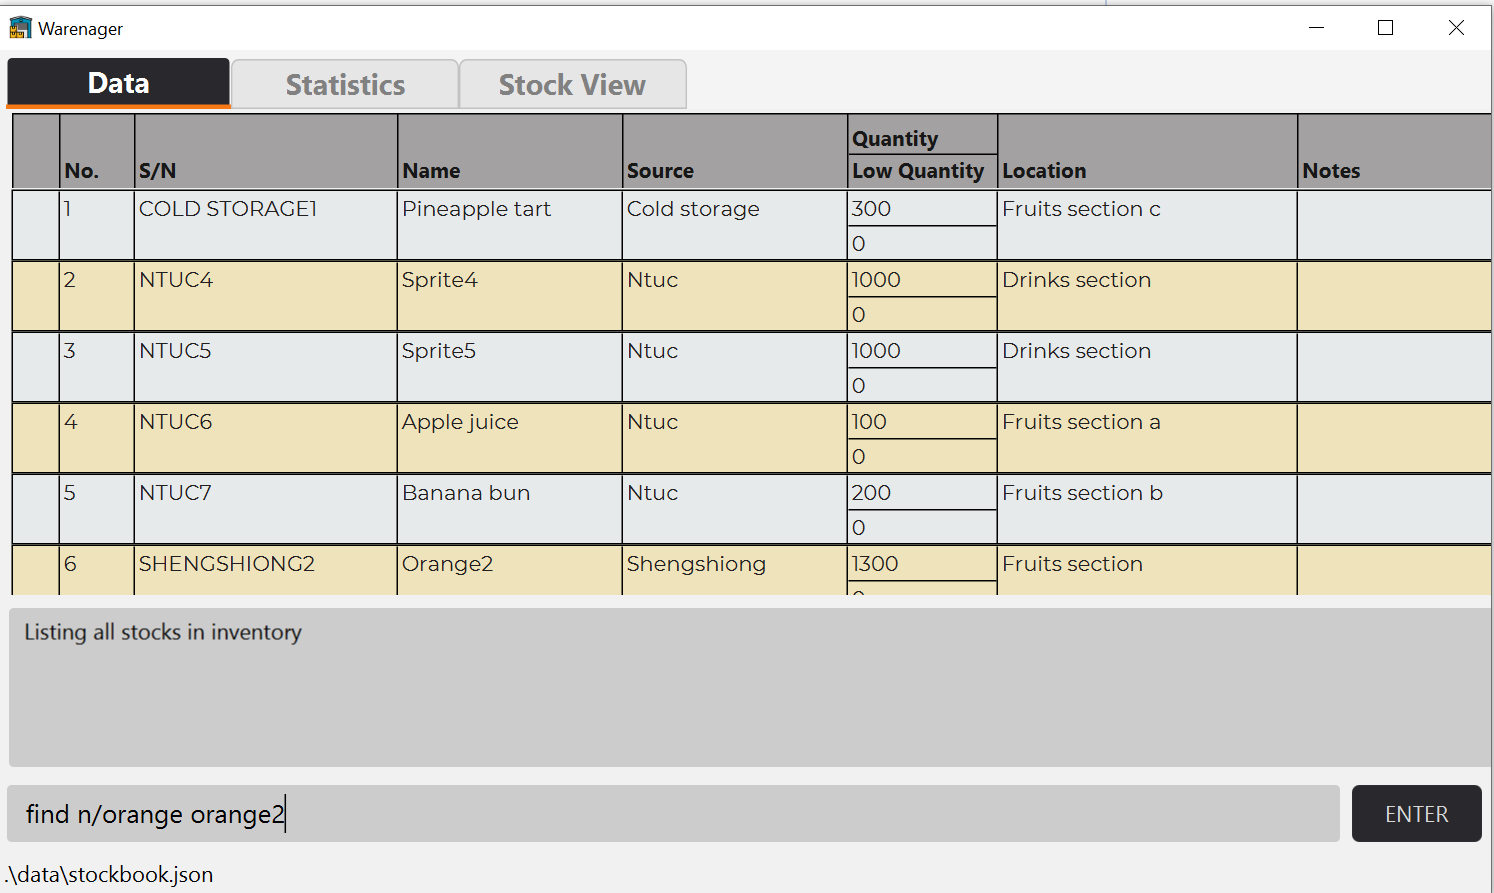 Warenager
Data Statistics Stock View
No. S/N Name Source Quantity Low Quantity Location Notes
1 COLD STORAGE1 Pineapple tart Cold storage 300 Fruits section c
0
2 NTUC4 Sprite4 Ntuc 1000 Drinks section
0
3 NTUC5 Sprite5 Ntuc 1000 Drinks section
0
4 NTUC6 Apple juice Ntuc 100 Fruits section a
0
5 NTUC7 Banana bun Ntuc 200 Fruits section b
0
6 SHENGSHIONG2 Orange2 Shengshiong 1300 Fruits section
Listing all stocks in inventory
find n/orange orange2 ENTER
.\data\stockbook.json